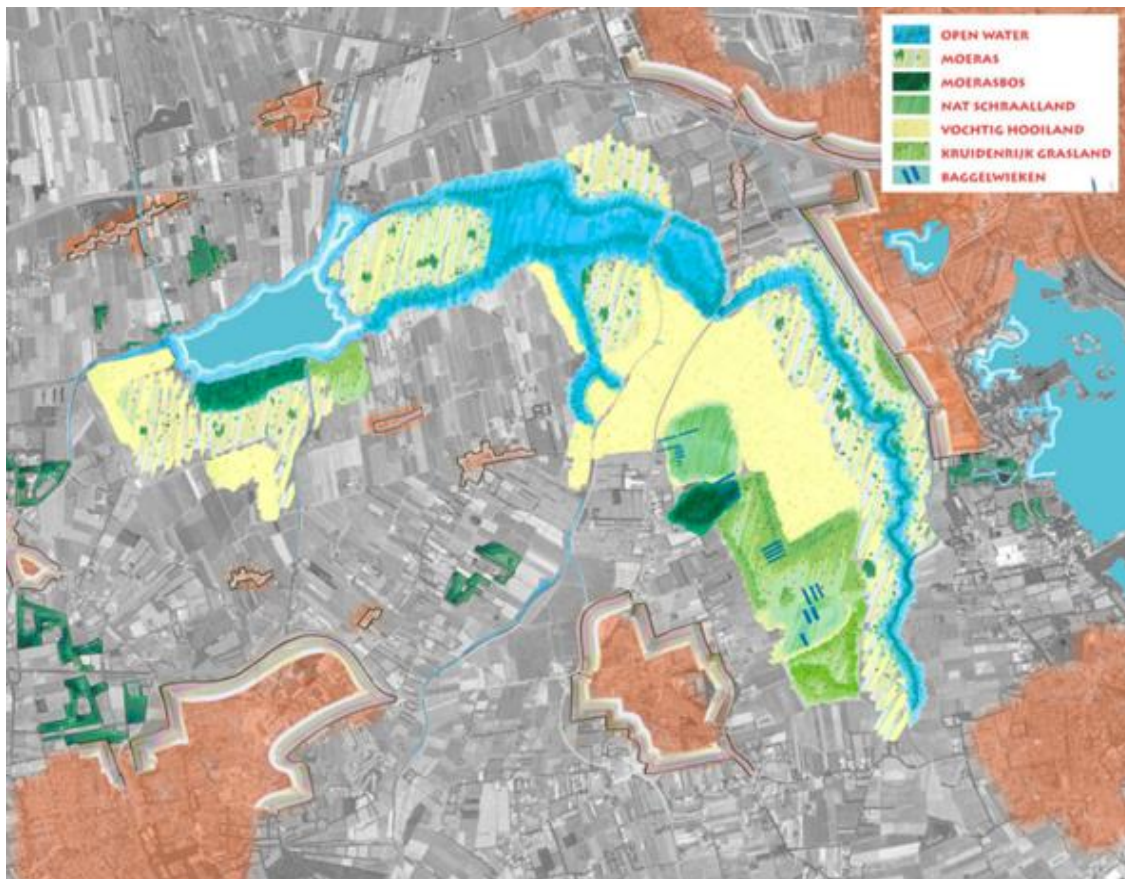 OPEN WATER
MOERAS
MOERASBOS
NAT SCHRAALLAND
VOCHTIG HOOILAND
KRUIDENRIJK GRASLAND
BAGGELWIEKEN